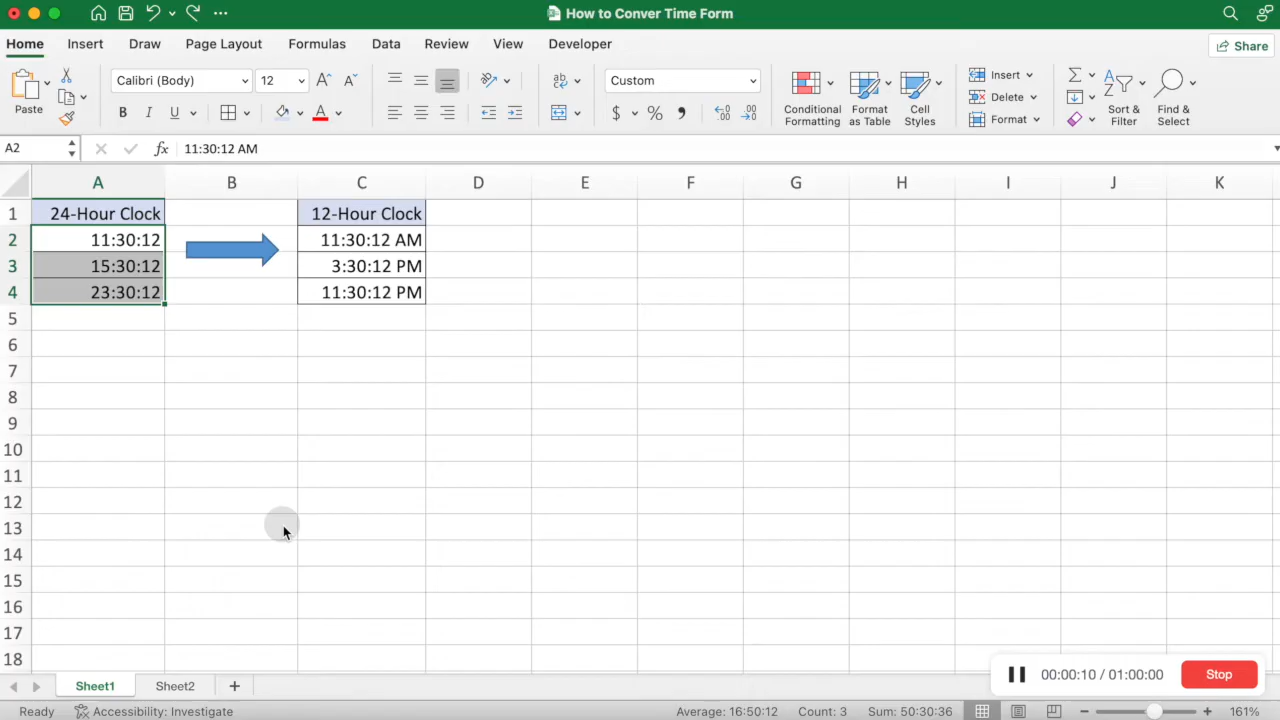 How to Conver Time Form
Home Insert Draw Page Layout Formulas Data Review View Developer Share
Paste
Calibri (Body) 12
B I U A
Custom
$ % 9 .00 .00
Conditional Formatting
Format as Table
Cell Styles
Insert
Delete
Format
Sort & Filter
Find & Select
A2 fx 11:30:12 AM
A B C D E F G H I J K
1 24-Hour Clock 12-Hour Clock
2 11:30:12 11:30:12 AM
3 15:30:12 3:30:12 PM
4 23:30:12 11:30:12 PM
5
6
7
8
9
10
11
12
13
14
15
16
17
18
00:00:10 / 01:00:00 Stop
Sheet1 Sheet2 +
Ready Accessibility: Investigate Average: 16:50:12 Count: 3 Sum: 50:30:36 161%